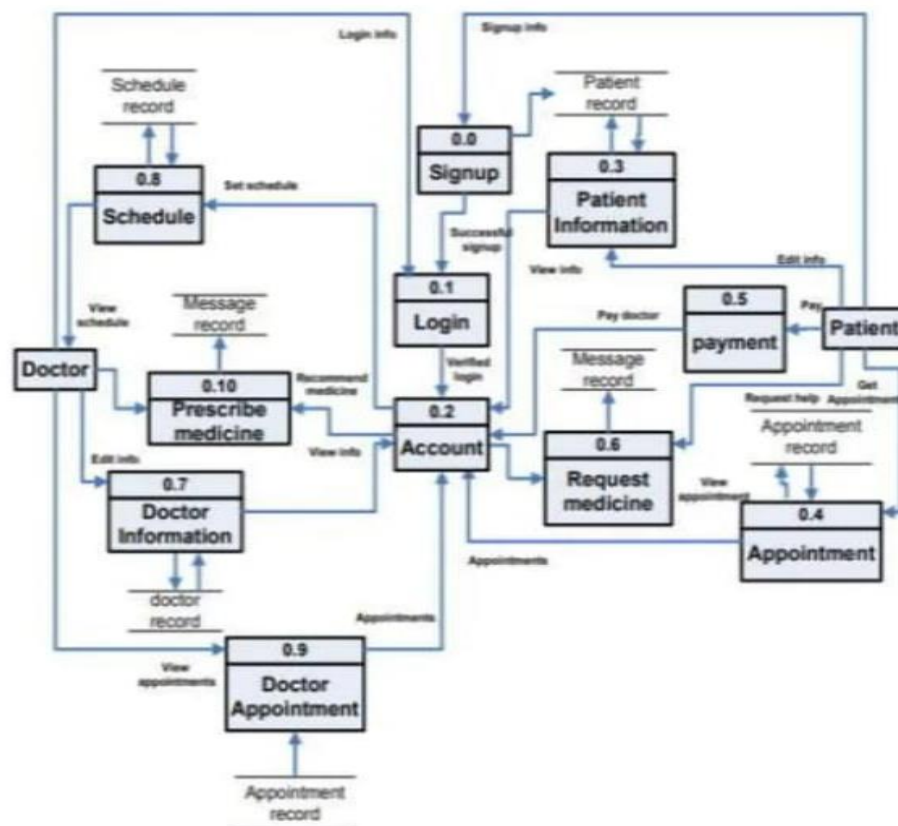 Login info
Signup info
Schedule
record
Patient
record
0.0
Signup
0.8
Schedule
Set schedule
0.3
Patient
Information
Successful
signup
View info
Edit info
0.1
Login
0.5
payment
Pay
Patient
Pay doctor
View
schedule
Message
record
Doctor
Verified
login
Message
record
0.10
Prescribe
medicine
Recommend
medicine
0.2
Account
Get
Appointment
Request help
Appointment
record
0.6
Request
medicine
View info
Edit info
0.7
Doctor
Information
View
appointment
0.4
Appointment
Appointments
doctor
record
Appointments
0.9
Doctor
Appointment
View
appointments
Appointment
record